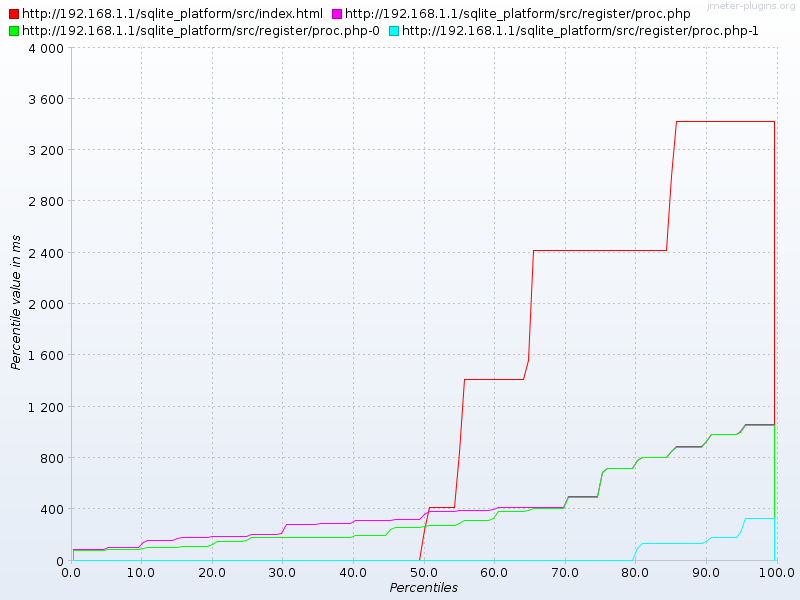 jmeter-plugins.org
http://192.168.1.1/sqlite_platform/src/index.html http://192.168.1.1/sqlite_platform/src/register/proc.php
http://192.168.1.1/sqlite_platform/src/register/proc.php-0 http://192.168.1.1/sqlite_platform/src/register/proc.php-1
4 000
3 600
3 200
2 800
2 400
2 000
1 600
1 200
800
400
0
Percentile value in ms
0.0 10.0 20.0 30.0 40.0 50.0 60.0 70.0 80.0 90.0 100.0
Percentiles